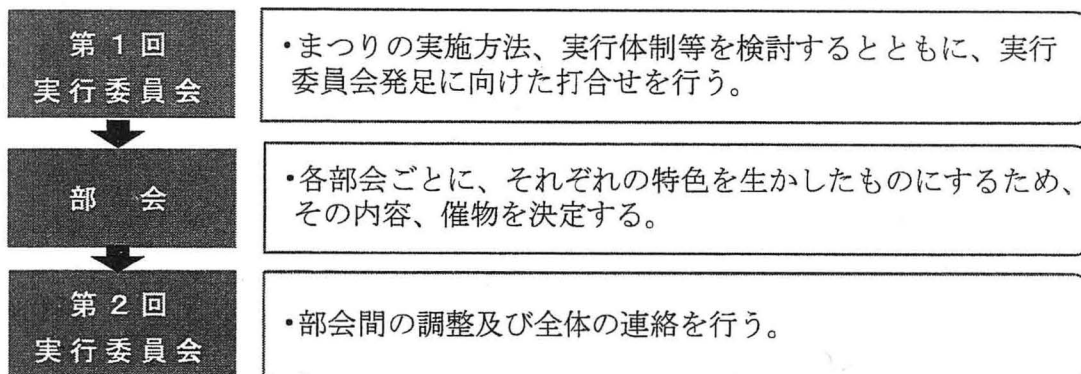 第１回
実行委員会
・まつりの実施方法、実行体制等を検討するとともに、実行
委員会発足に向けた打合せを行う。
部　会
・各部会ごとに、それぞれの特色を生かしたものにするため、
その内容、催物を決定する。
第２回
実行委員会
・部会間の調整及び全体の連絡を行う。